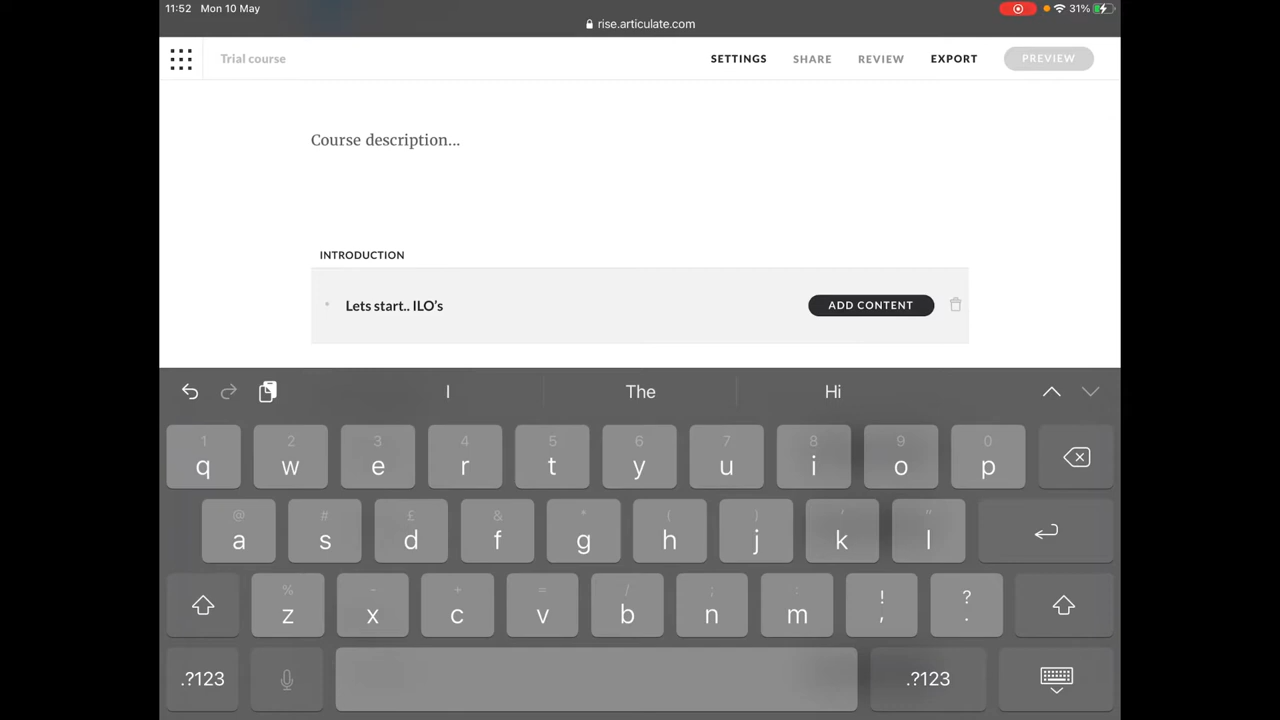 11:52 Mon 10 May 31%
rise.articulate.com
Trial course SETTINGS SHARE REVIEW EXPORT PREVIEW
Course description...
INTRODUCTION
Lets start.. ILO's ADD CONTENT
I The Hi
1 2 3 4 5 6 7 8 9 0
q w e r t y u i o p
@ # £ & * ( ) ' "
a s d f g h j k l
% - + = / ; : ! ?
z x c v b n m , .
.?123 .?123